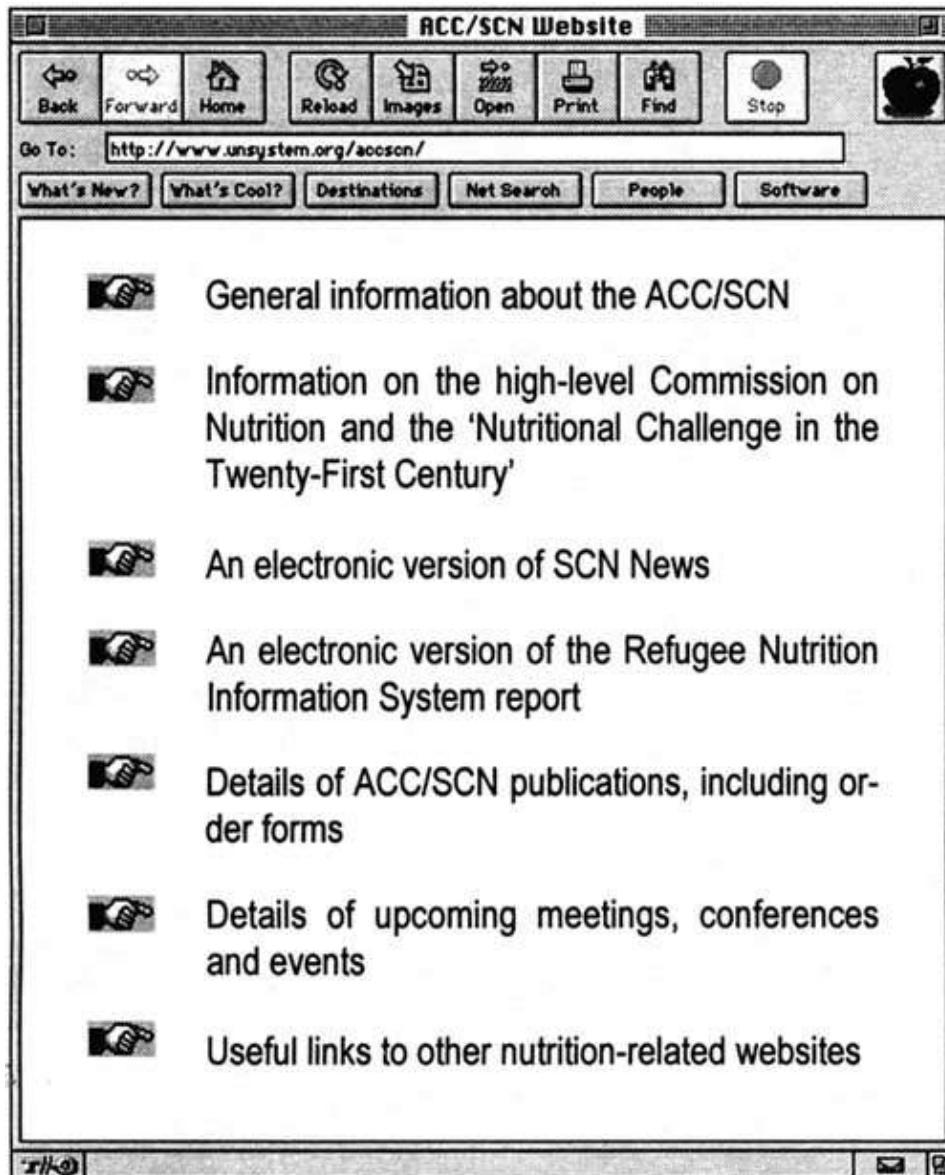 ACC/SCN Website
Back Forward Home Reload Images Open Print Find Stop
Go To: http://www.unsystem.org/accscn/
What's New? What's Cool? Destinations Net Search People Software
General information about the ACC/SCN
Information on the high-level Commission on
Nutrition and the ‘Nutritional Challenge in the
Twenty-First Century’
An electronic version of SCN News
An electronic version of the Refugee Nutrition
Information System report
Details of ACC/SCN publications, including or-
der forms
Details of upcoming meetings, conferences
and events
Useful links to other nutrition-related websites